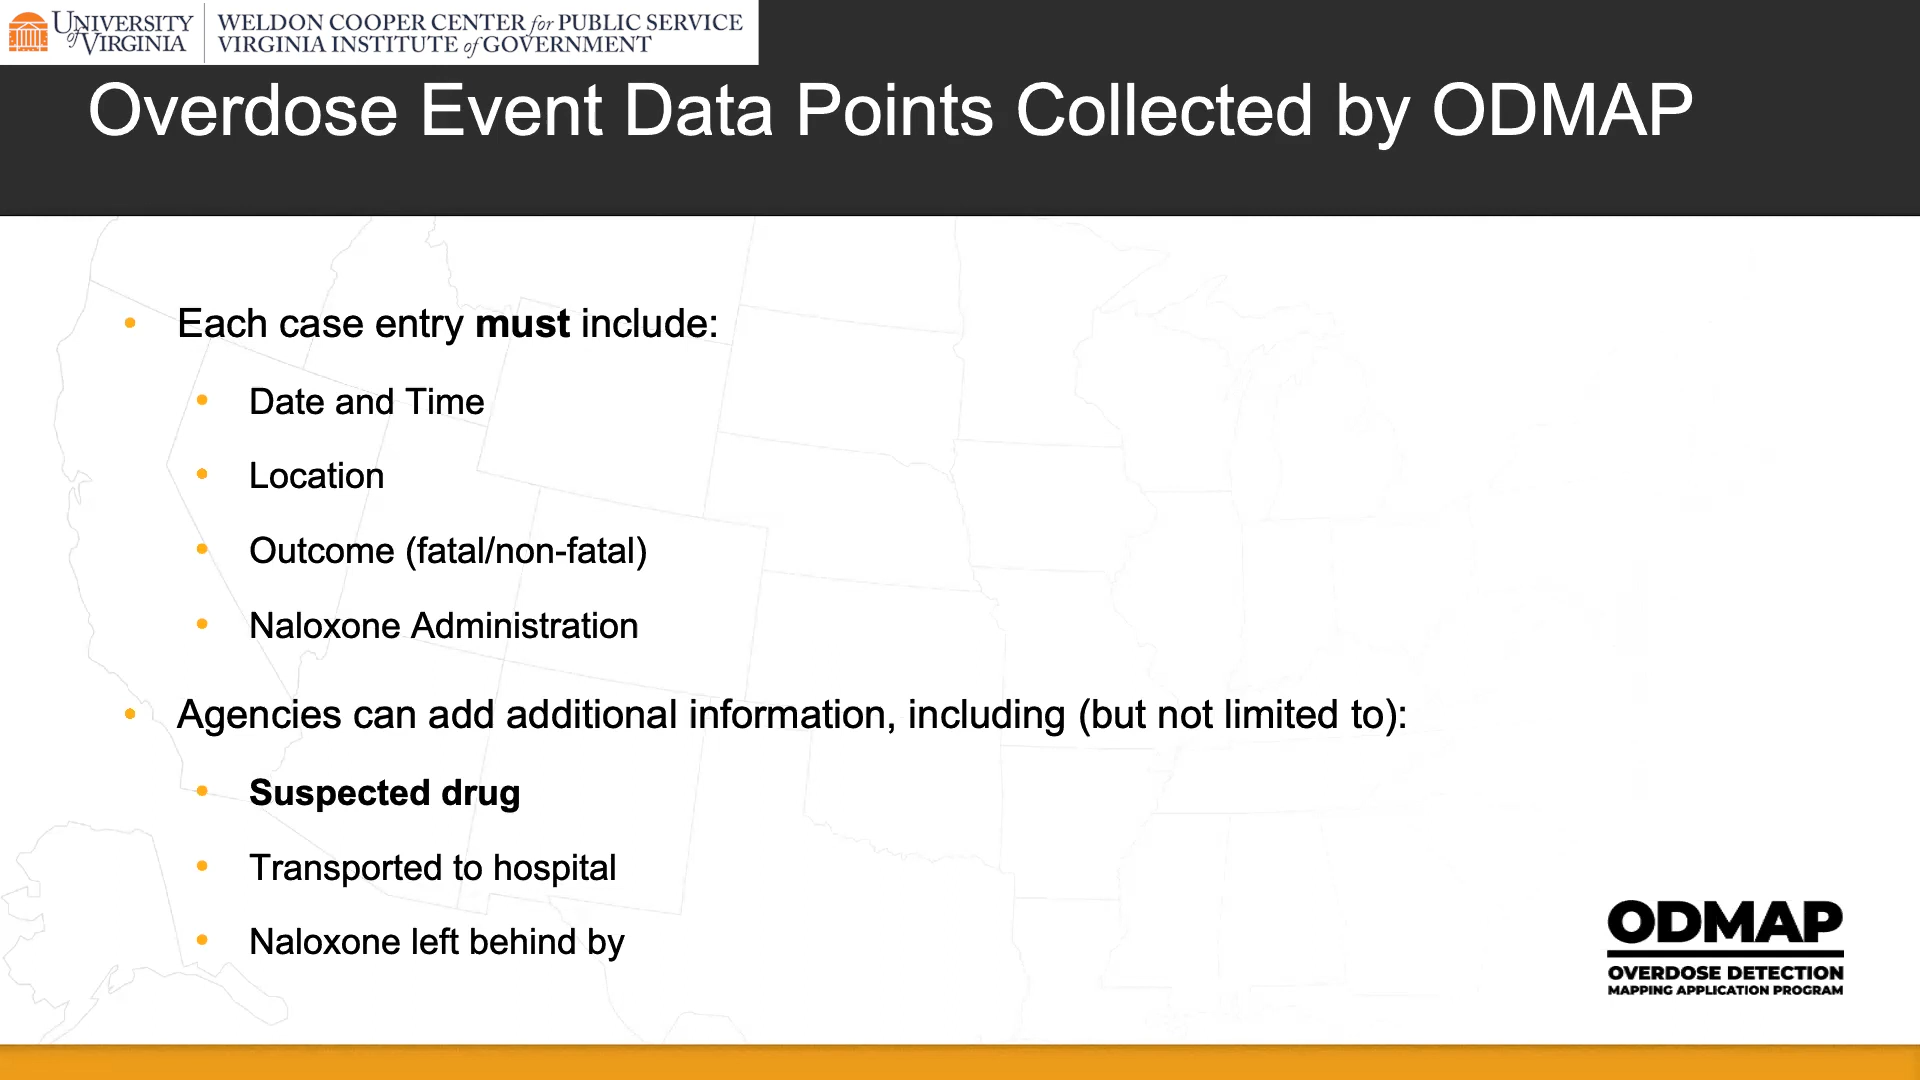 UNIVERSITY of VIRGINIA
WELDON COOPER CENTER for PUBLIC SERVICE
VIRGINIA INSTITUTE of GOVERNMENT
Overdose Event Data Points Collected by ODMAP
• Each case entry must include:
• Date and Time
• Location
• Outcome (fatal/non-fatal)
• Naloxone Administration
• Agencies can add additional information, including (but not limited to):
• Suspected drug
• Transported to hospital
• Naloxone left behind by
ODMAP
OVERDOSE DETECTION
MAPPING APPLICATION PROGRAM